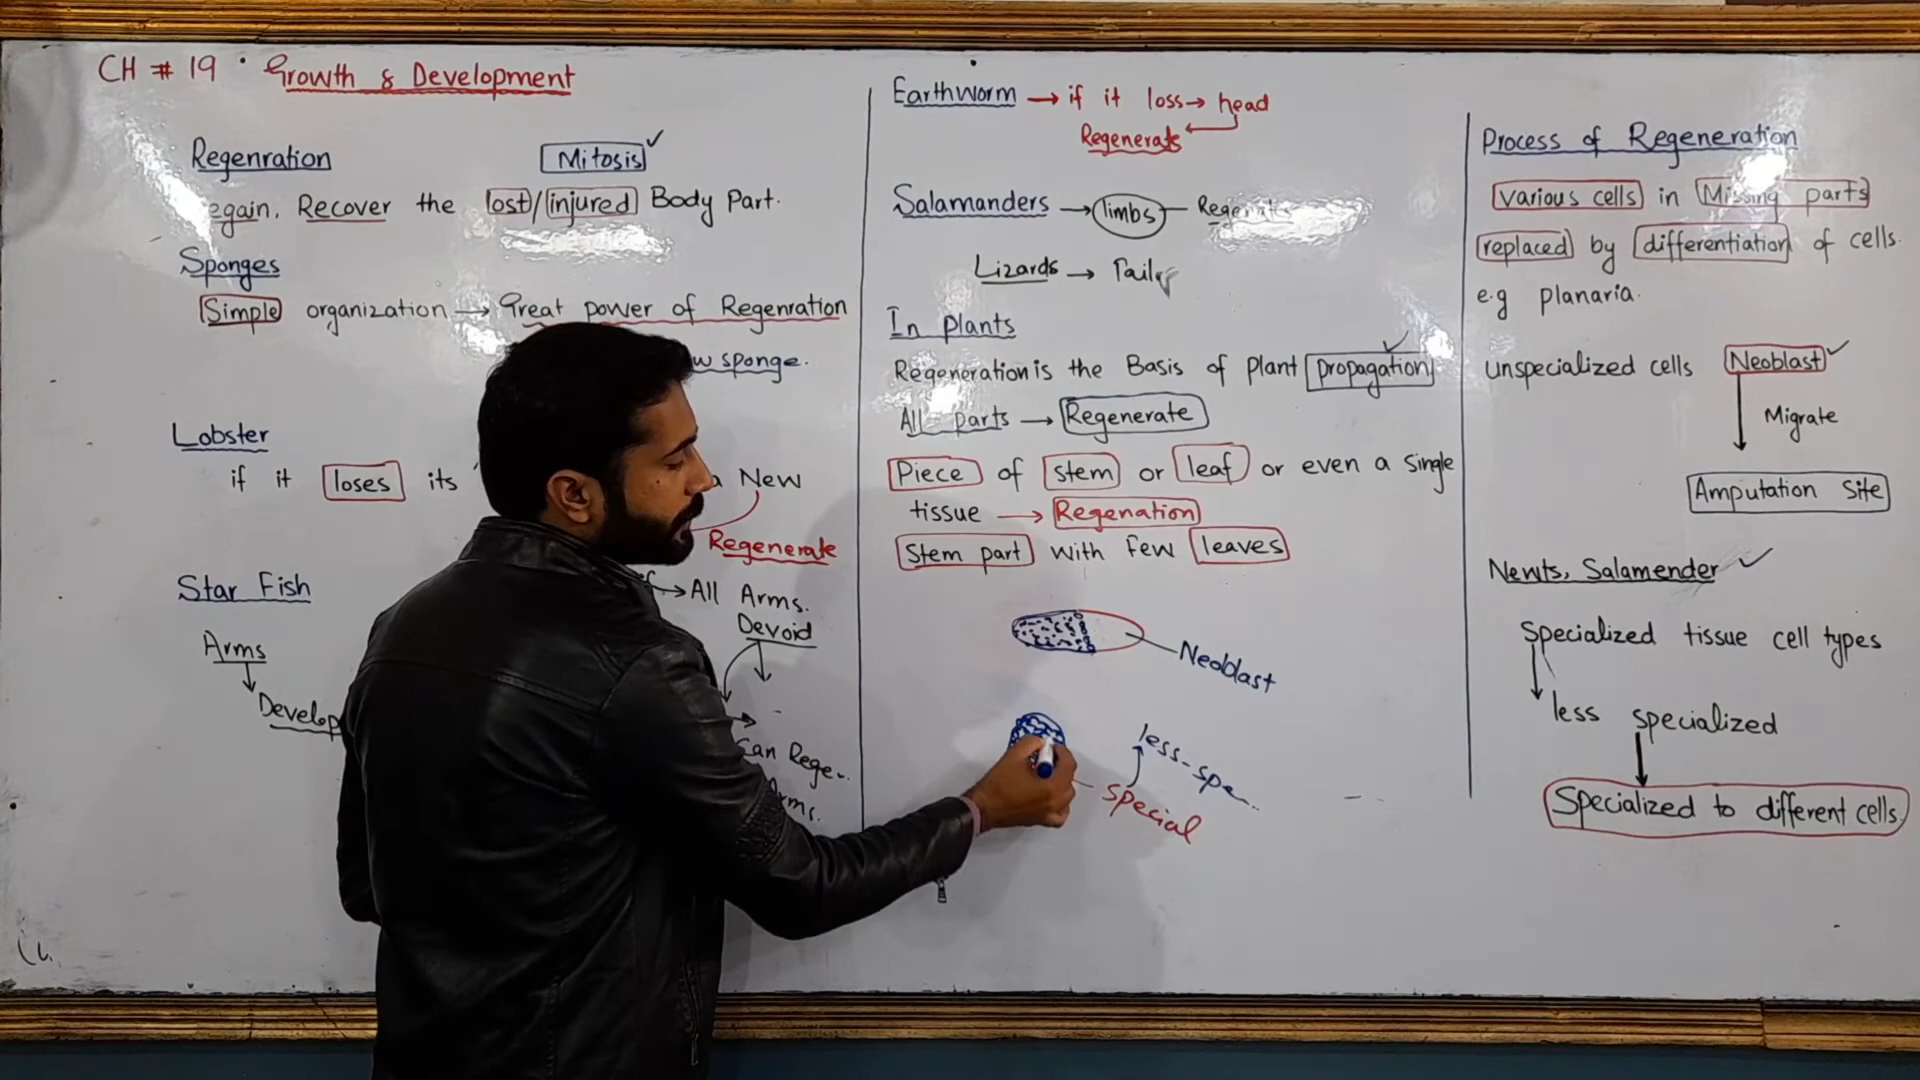 CH # 19 . Growth & Development
Regenration Mitosis
egain, Recover the lost/injured Body Part.
Sponges
Simple organization → Great power of Regenration
w sponge.
Lobster
if it loses its a New
Regenerate
Star Fish
→ All Arms.
Devoid
Arms
Develop
Can Rege..
rms.
Earthworm → if it loss → head
Regenerate
Salamanders → limbs Regenerates
Lizards → Tail
In plants
Regeneration is the Basis of plant propagation
All parts → Regenerate
Piece of stem or leaf or even a single
tissue → Regenation
Stem part with few leaves
Neoblast
less-spe...
special
Process of Regeneration
various cells in Missing parts
replaced by differentiation of cells.
e.g planaria.
unspecialized cells Neoblast
Migrate
Amputation Site
Newts, Salamender
Specialized tissue cell types
less specialized
Specialized to different cells